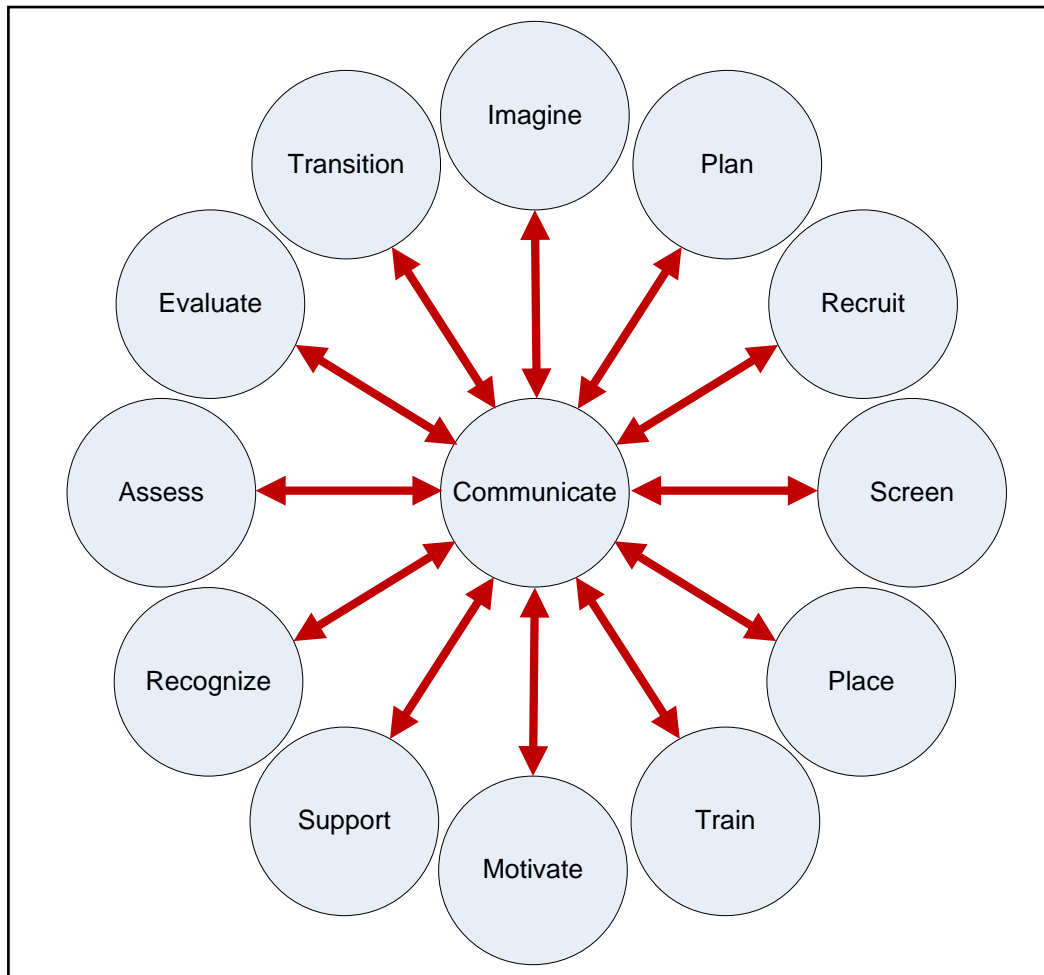 Imagine
Plan
Recruit
Screen
Place
Train
Motivate
Support
Recognize
Assess
Evaluate
Transition
Communicate